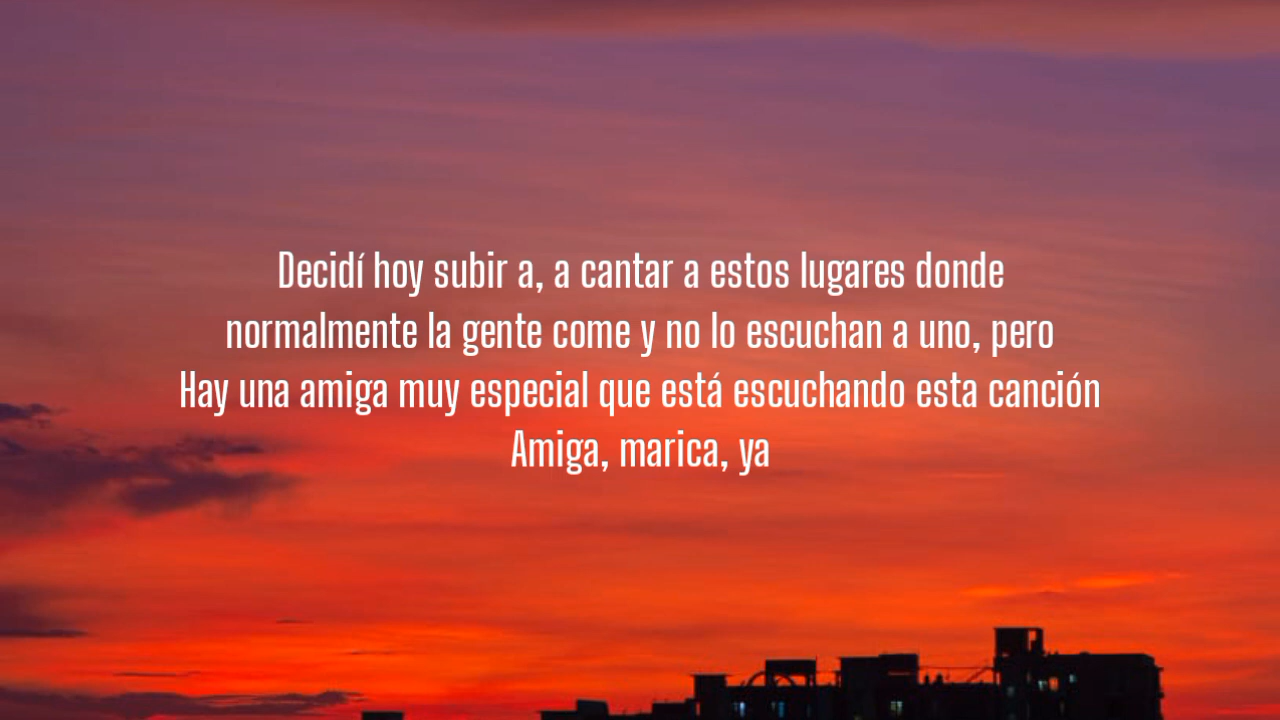 Decidí hoy subir a, a cantar a estos lugares donde
normalmente la gente come y no lo escuchan a uno, pero
Hay una amiga muy especial que está escuchando esta canción
Amiga, marica, ya